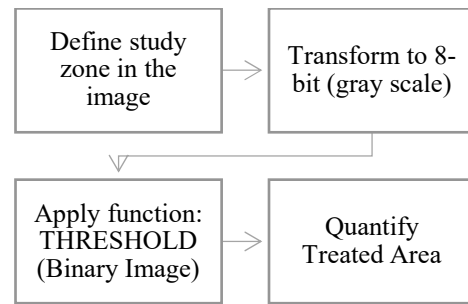 Define study
zone in the
image
Transform to 8-
bit (gray scale)
Apply function:
THRESHOLD
(Binary Image)
Quantify
Treated Area